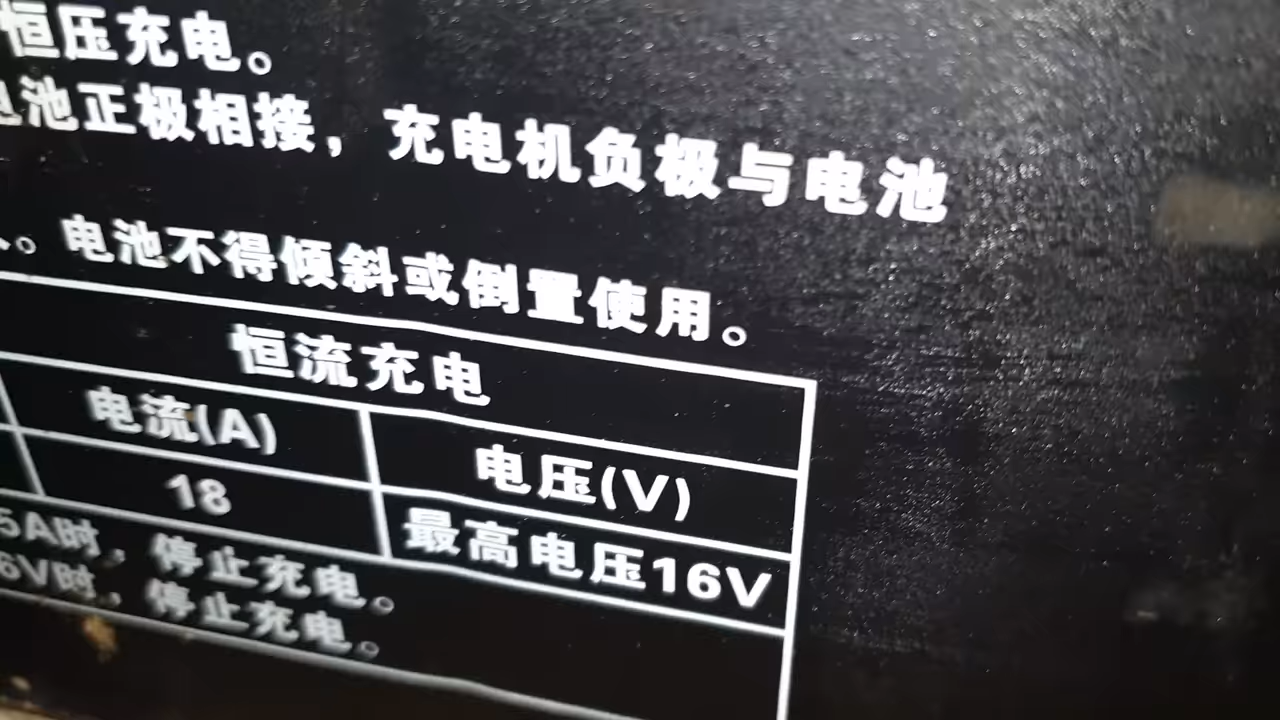 恒压充电。
电池正极相接，充电机负极与电池
。电池不得倾斜或倒置使用。
恒流充电
电流(A) 电压(V)
18 最高电压16V
5A时，停止充电。
6V时，停止充电。